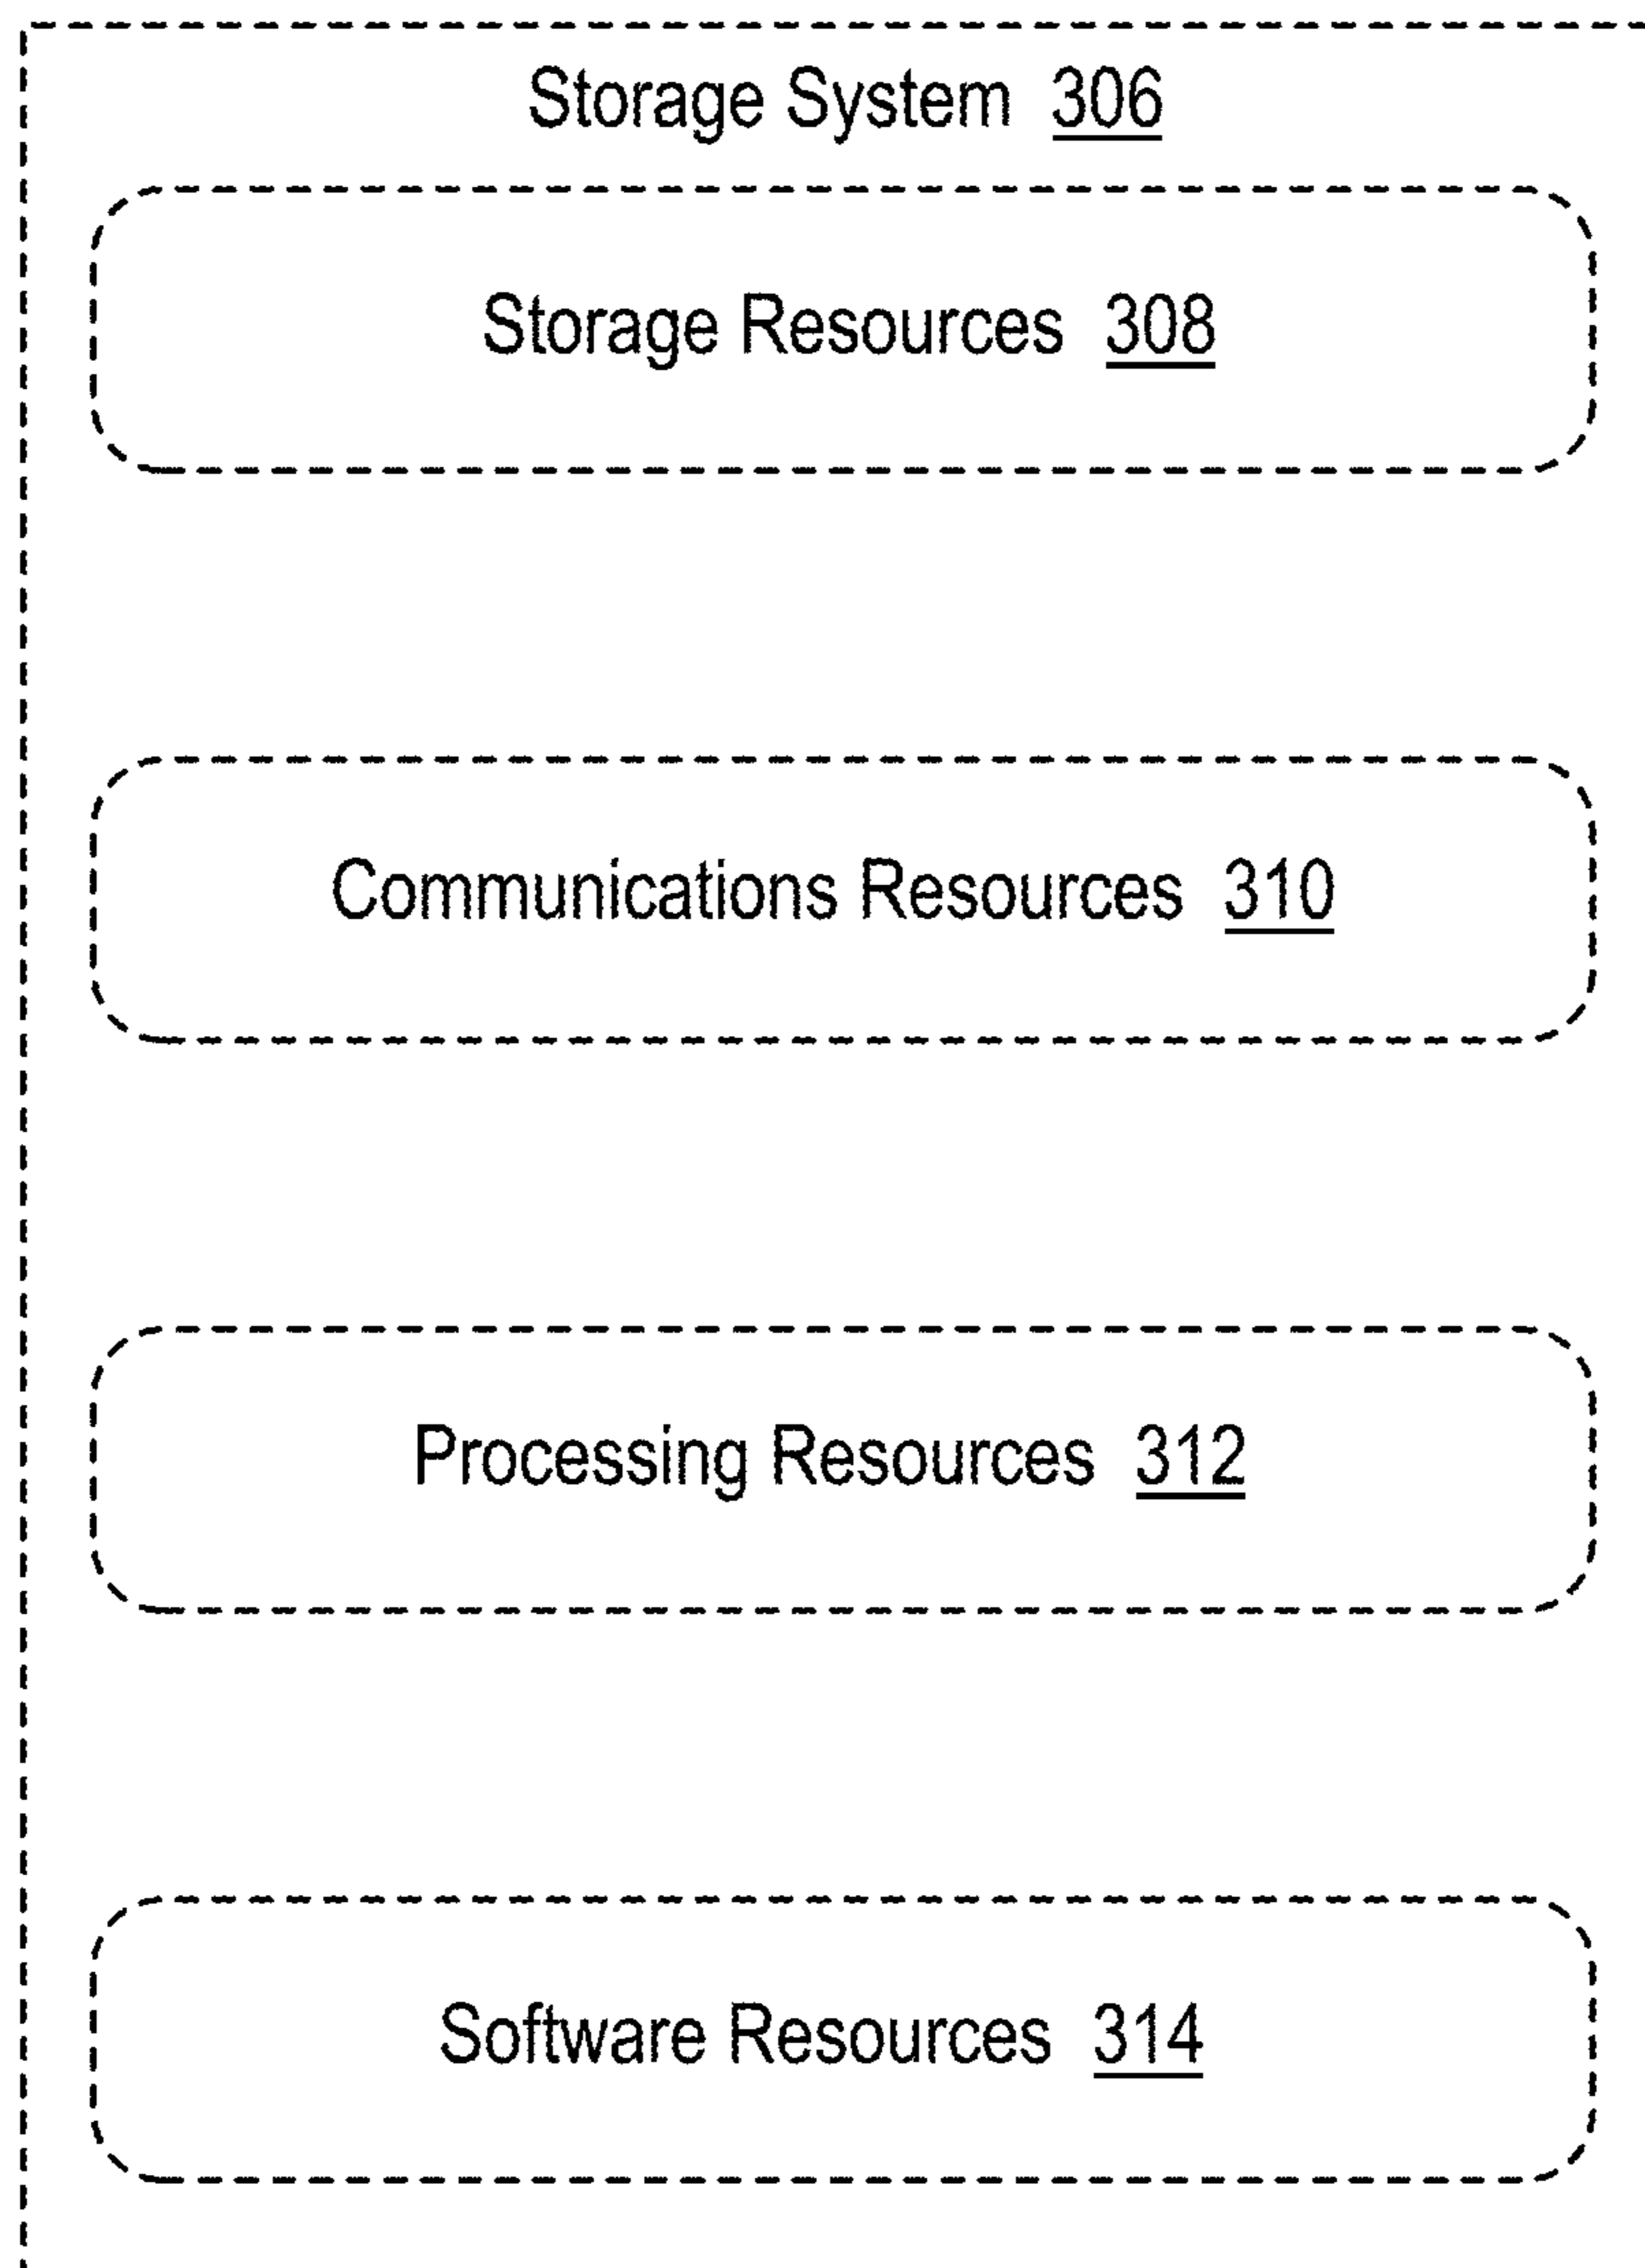 Storage System 306
Storage Resources 308
Communications Resources 310
Processing Resources 312
Software Resources 314